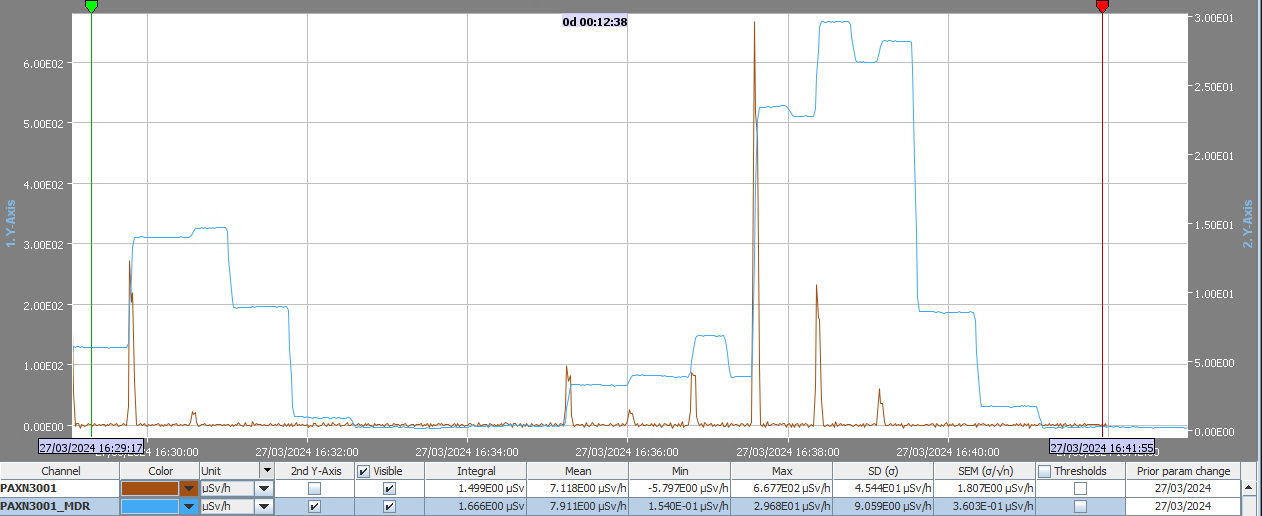 0d 00:12:38
3.00E01
6.00E02
2.50E01
5.00E02
2.00E01
4.00E02
1. Y-Axis
2. Y-Axis
1.50E01
3.00E02
1.00E01
2.00E02
5.00E00
1.00E02
0.00E00
0.00E00
27/03/2024 16:29:17
27/03/2024 16:41:55
27/03/2024 16:30:00
27/03/2024 16:32:00
27/03/2024 16:34:00
27/03/2024 16:36:00
27/03/2024 16:38:00
27/03/2024 16:40:00
Channel Color Unit 2nd Y-Axis Visible Integral Mean Min Max SD (σ) SEM (σ/√n) Thresholds Prior param change
PAXN3001 µSv/h 1.499E00 µSv 7.118E00 µSv/h -5.797E00 µSv/h 6.677E02 µSv/h 4.544E01 µSv/h 1.807E00 µSv/h 27/03/2024
PAXN3001_MDR µSv/h 1.666E00 µSv 7.911E00 µSv/h 1.540E-01 µSv/h 2.968E01 µSv/h 9.059E00 µSv/h 3.603E-01 µSv/h 27/03/2024